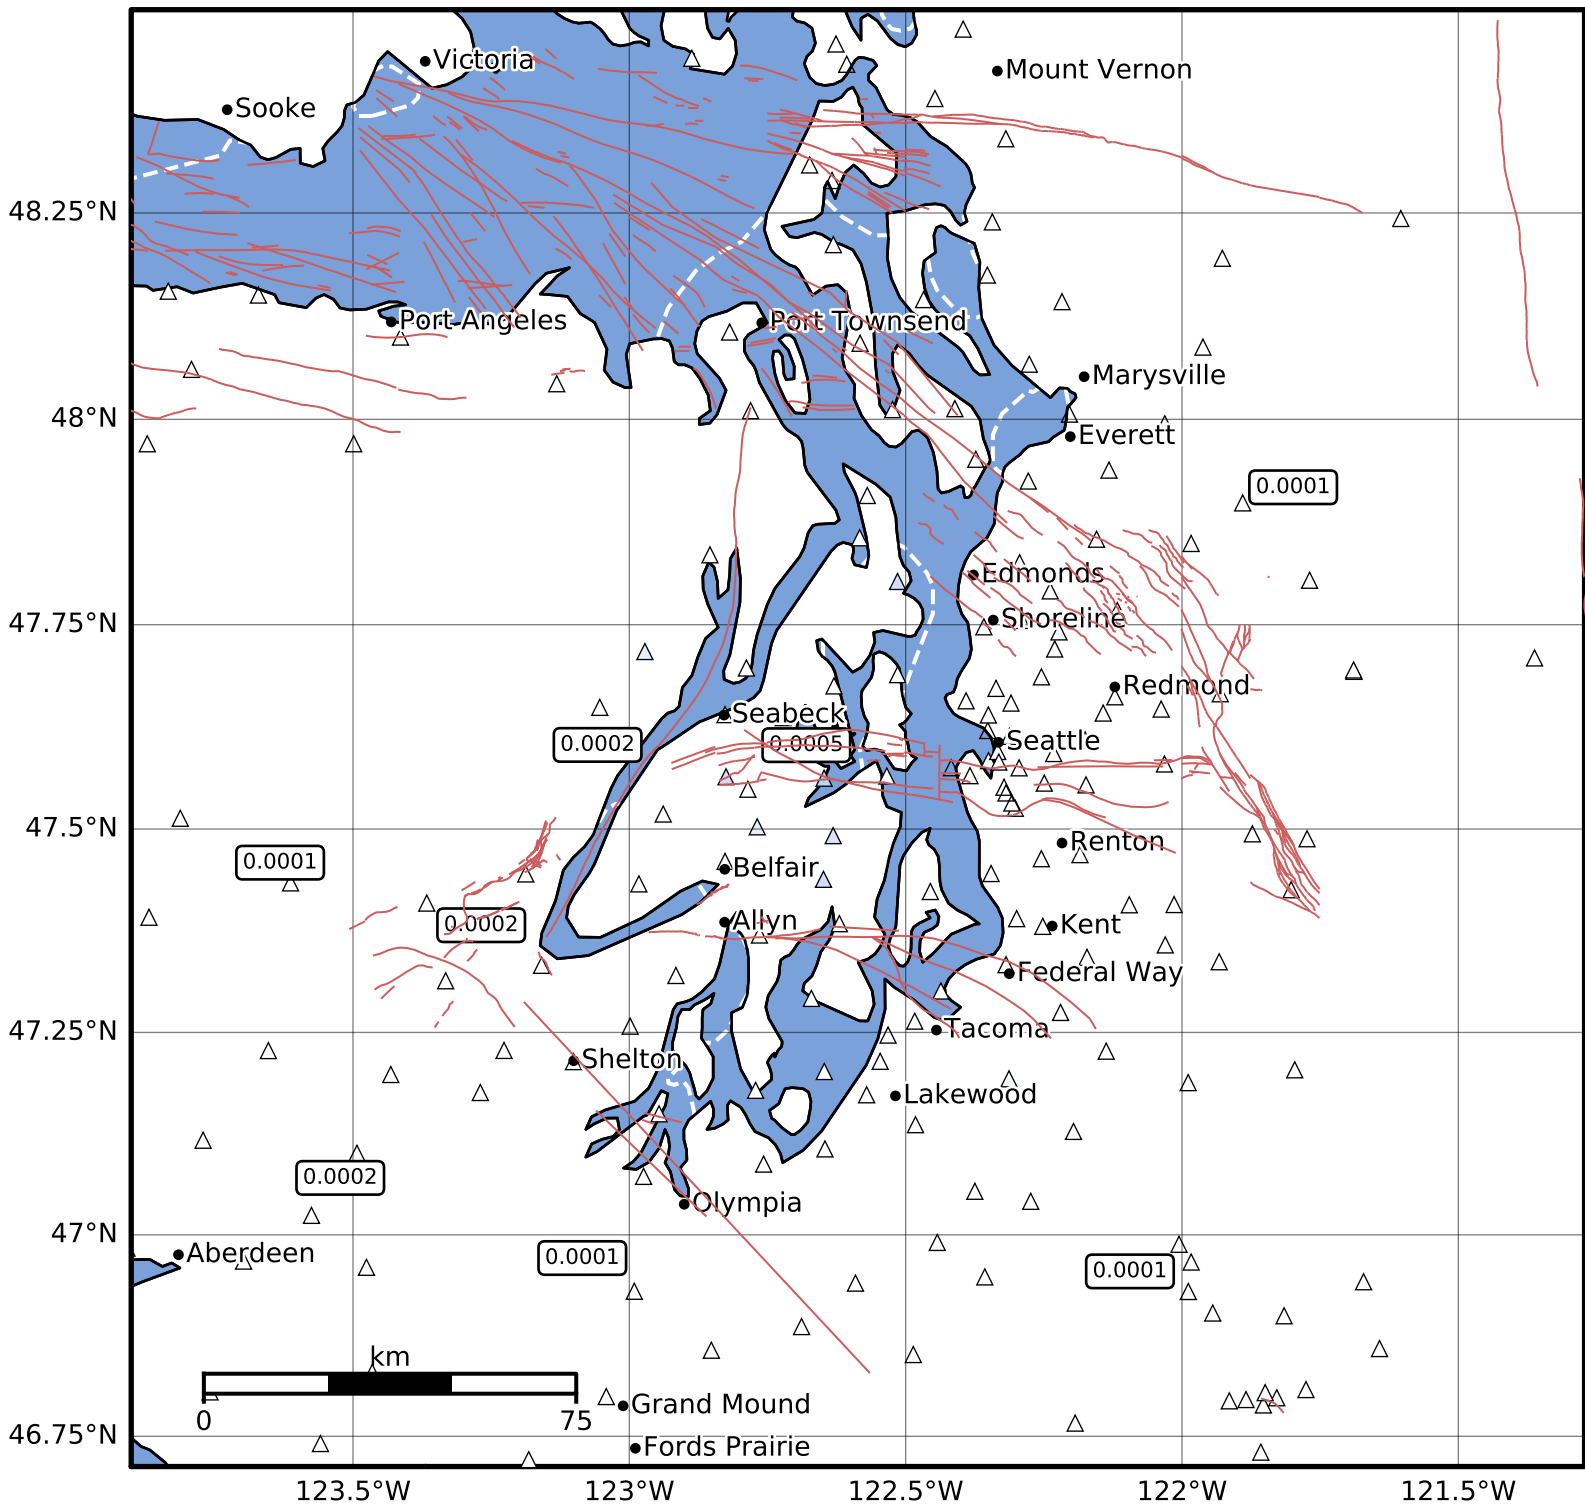 Victoria
Mount Vernon
Sooke
48.25°N
Port Angeles
Port Townsend
Marysville
48°N
Everett
0.0001
Edmonds
47.75°N
Shoreline
Redmond
Seabeck
0.0002
0.0005
Seattle
47.5°N
Renton
0.0001
Belfair
0.0002
Allyn
Kent
Federal Way
47.25°N
Tacoma
Shelton
Lakewood
0.0002
Olympia
47°N
Aberdeen
0.0001
0.0001
km
0
75
Grand Mound
46.75°N
Fords Prairie
123.5°W
123°W
122.5°W
122°W
121.5°W